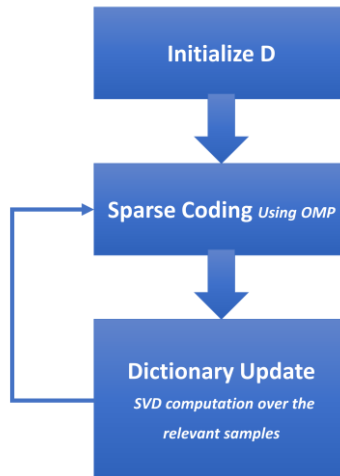 Initialize D
Sparse Coding Using OMP
Dictionary Update
SVD computation over the
relevant samples